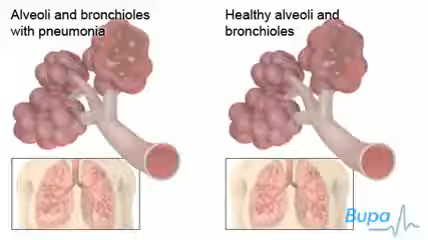 Alveoli and bronchioles
with pneumonia
Healthy alveoli and
bronchioles
Bupa